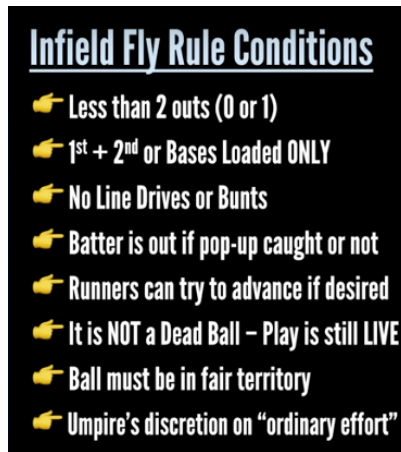 Infield Fly Rule Conditions
👉 Less than 2 outs (0 or 1)
👉 1st + 2nd or Bases Loaded ONLY
👉 No Line Drives or Bunts
👉 Batter is out if pop-up caught or not
👉 Runners can try to advance if desired
👉 It is NOT a Dead Ball – Play is still LIVE
👉 Ball must be in fair territory
👉 Umpire's discretion on “ordinary effort”